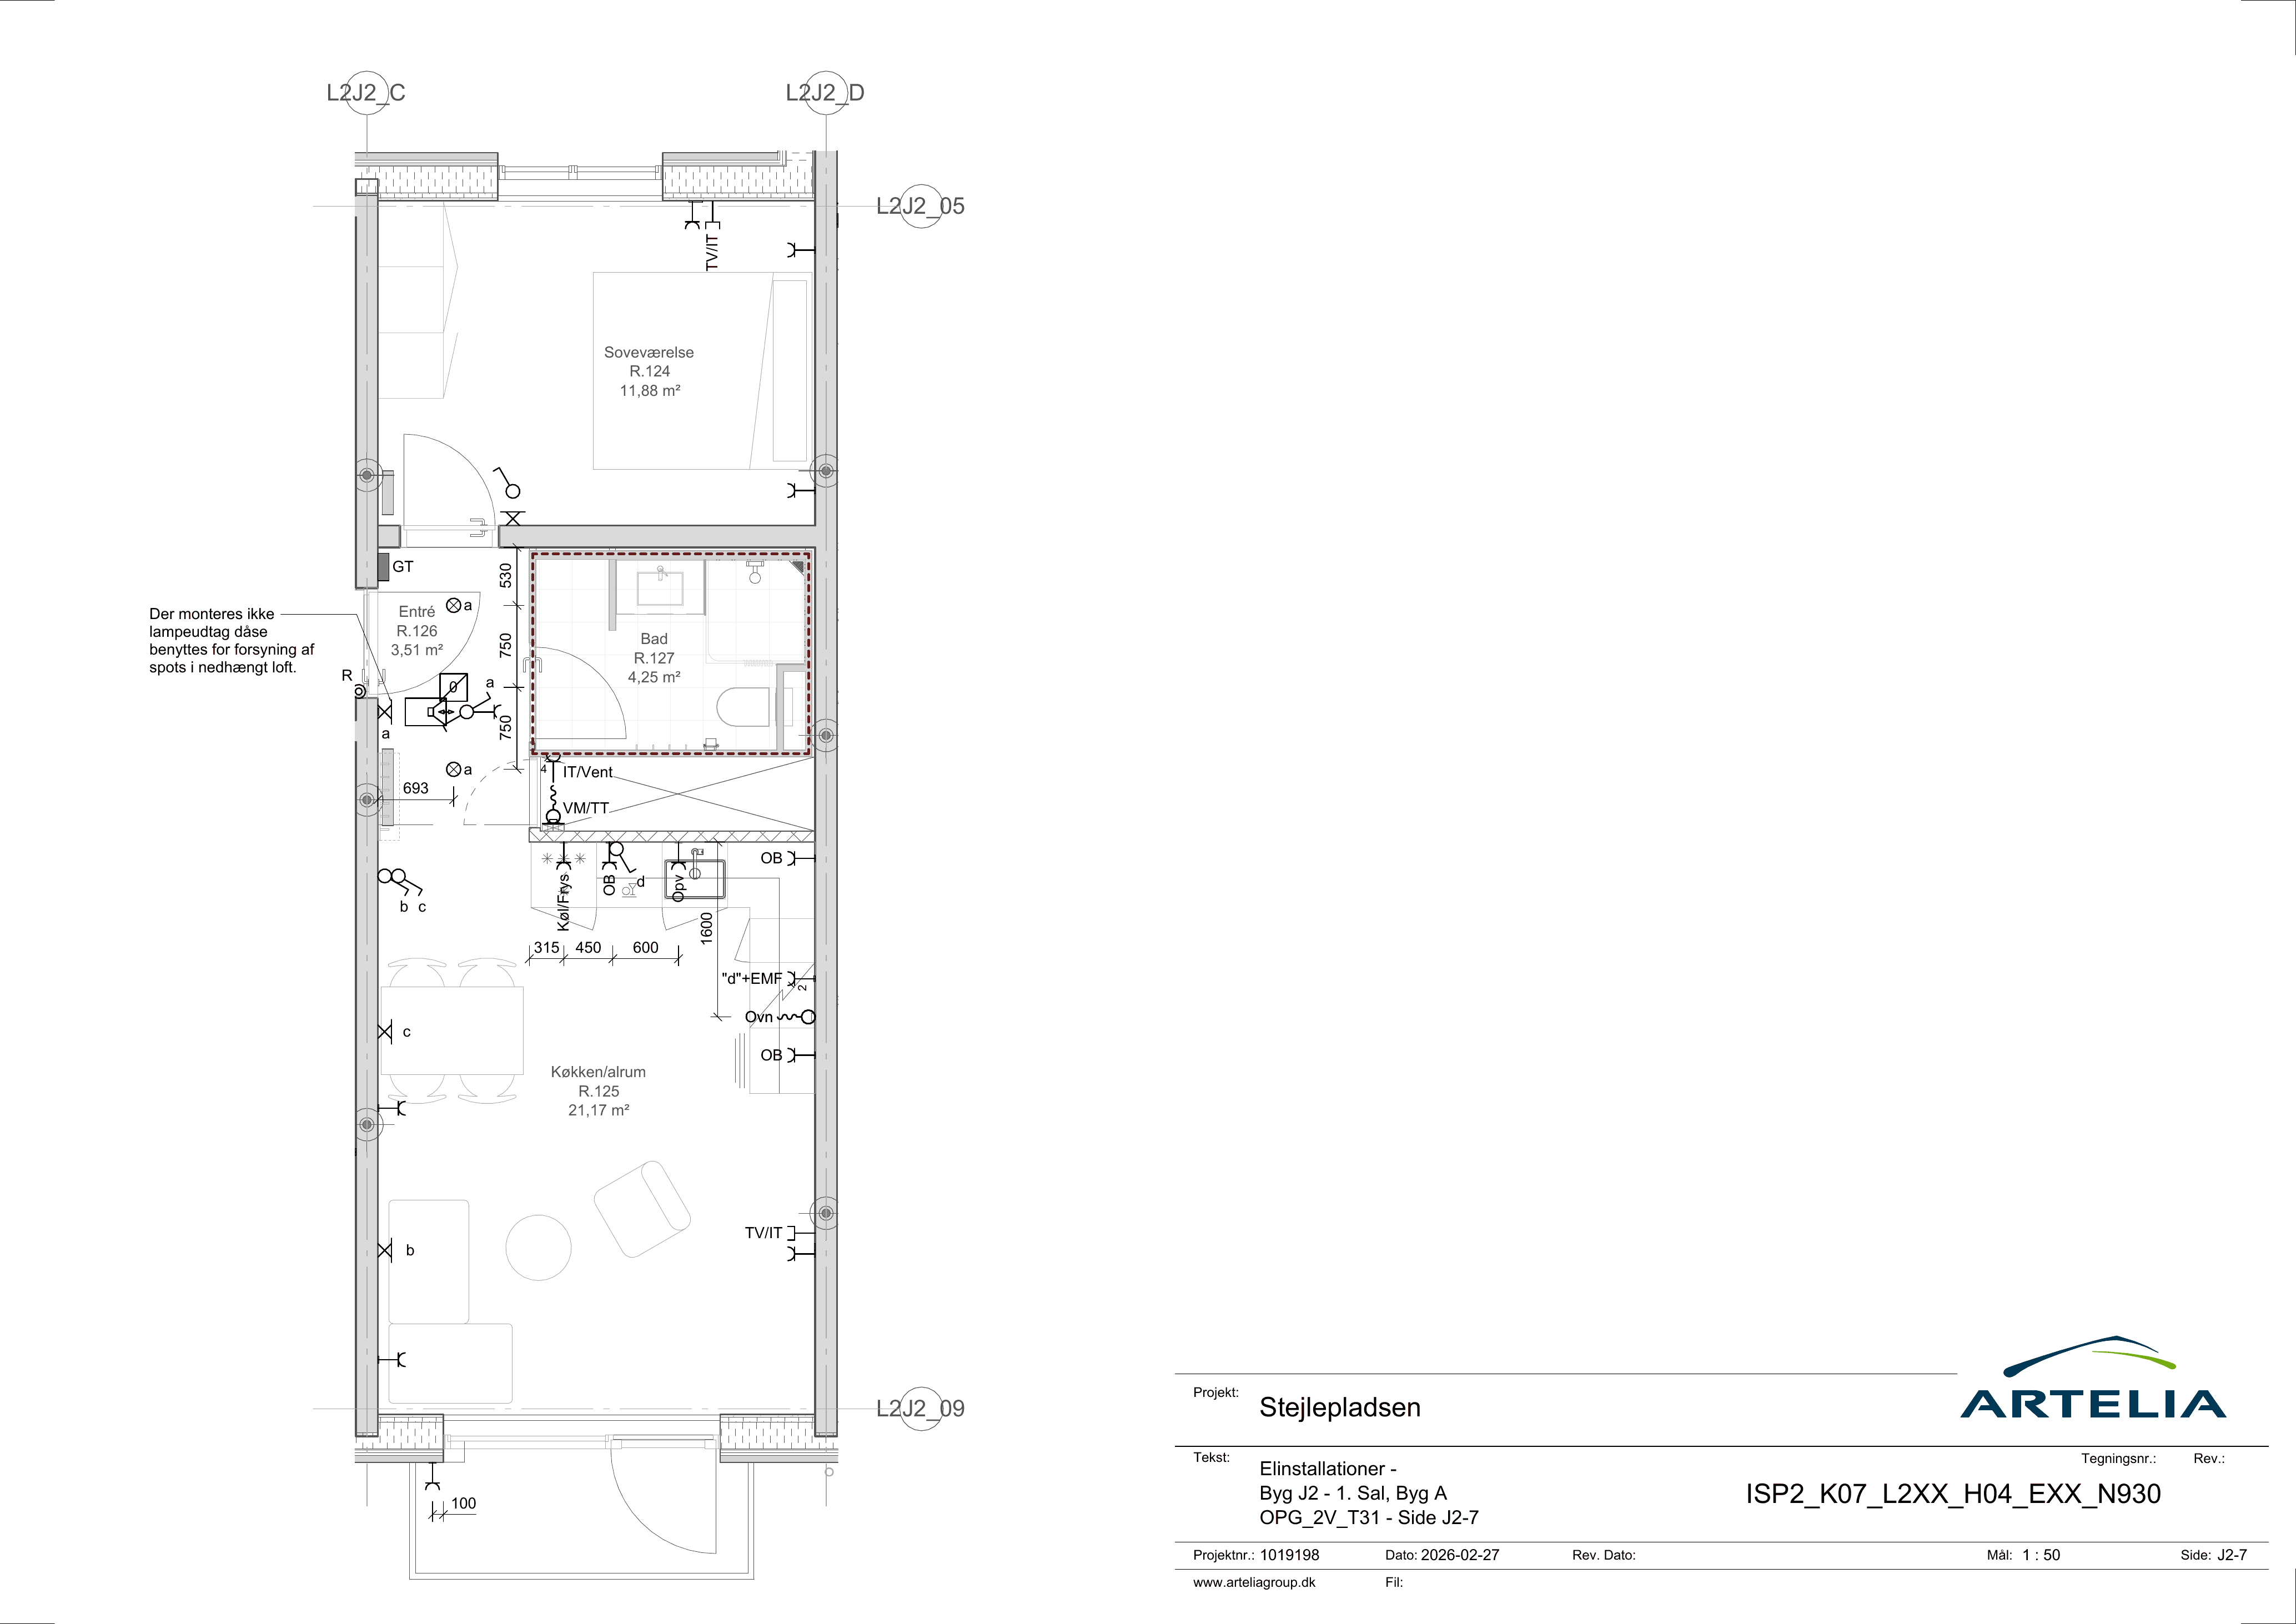 L2J2_C
L2J2_D
L2J2_05
TV/IT
Soveværelse
R.124
11,88 m²
GT
530
a
Entré
R.126
3,51 m²
Der monteres ikke
lampeudtag dåse
benyttes for forsyning af
spots i nedhængt loft.
750
Bad
R.127
4,25 m²
R
0
a
a
750
a
4
IT/Vent
693
VM/TT
OB
Køl/Frys
OB
d
Opv
b c
1600
315
450
600
"d"+EMF
2
Ovn
c
OB
Køkken/alrum
R.125
21,17 m²
TV/IT
b
L2J2_09
100
ARTELIA
Projekt:
Stejlepladsen
Tekst:
Elinstallationer -
Byg J2 - 1. Sal, Byg A
OPG_2V_T31 - Side J2-7
Tegningsnr.:
Rev.:
ISP2_K07_L2XX_H04_EXX_N930
Projektnr.: 1019198
Dato: 2026-02-27
Rev. Dato:
Mål: 1 : 50
Side: J2-7
www.arteliagroup.dk
Fil: